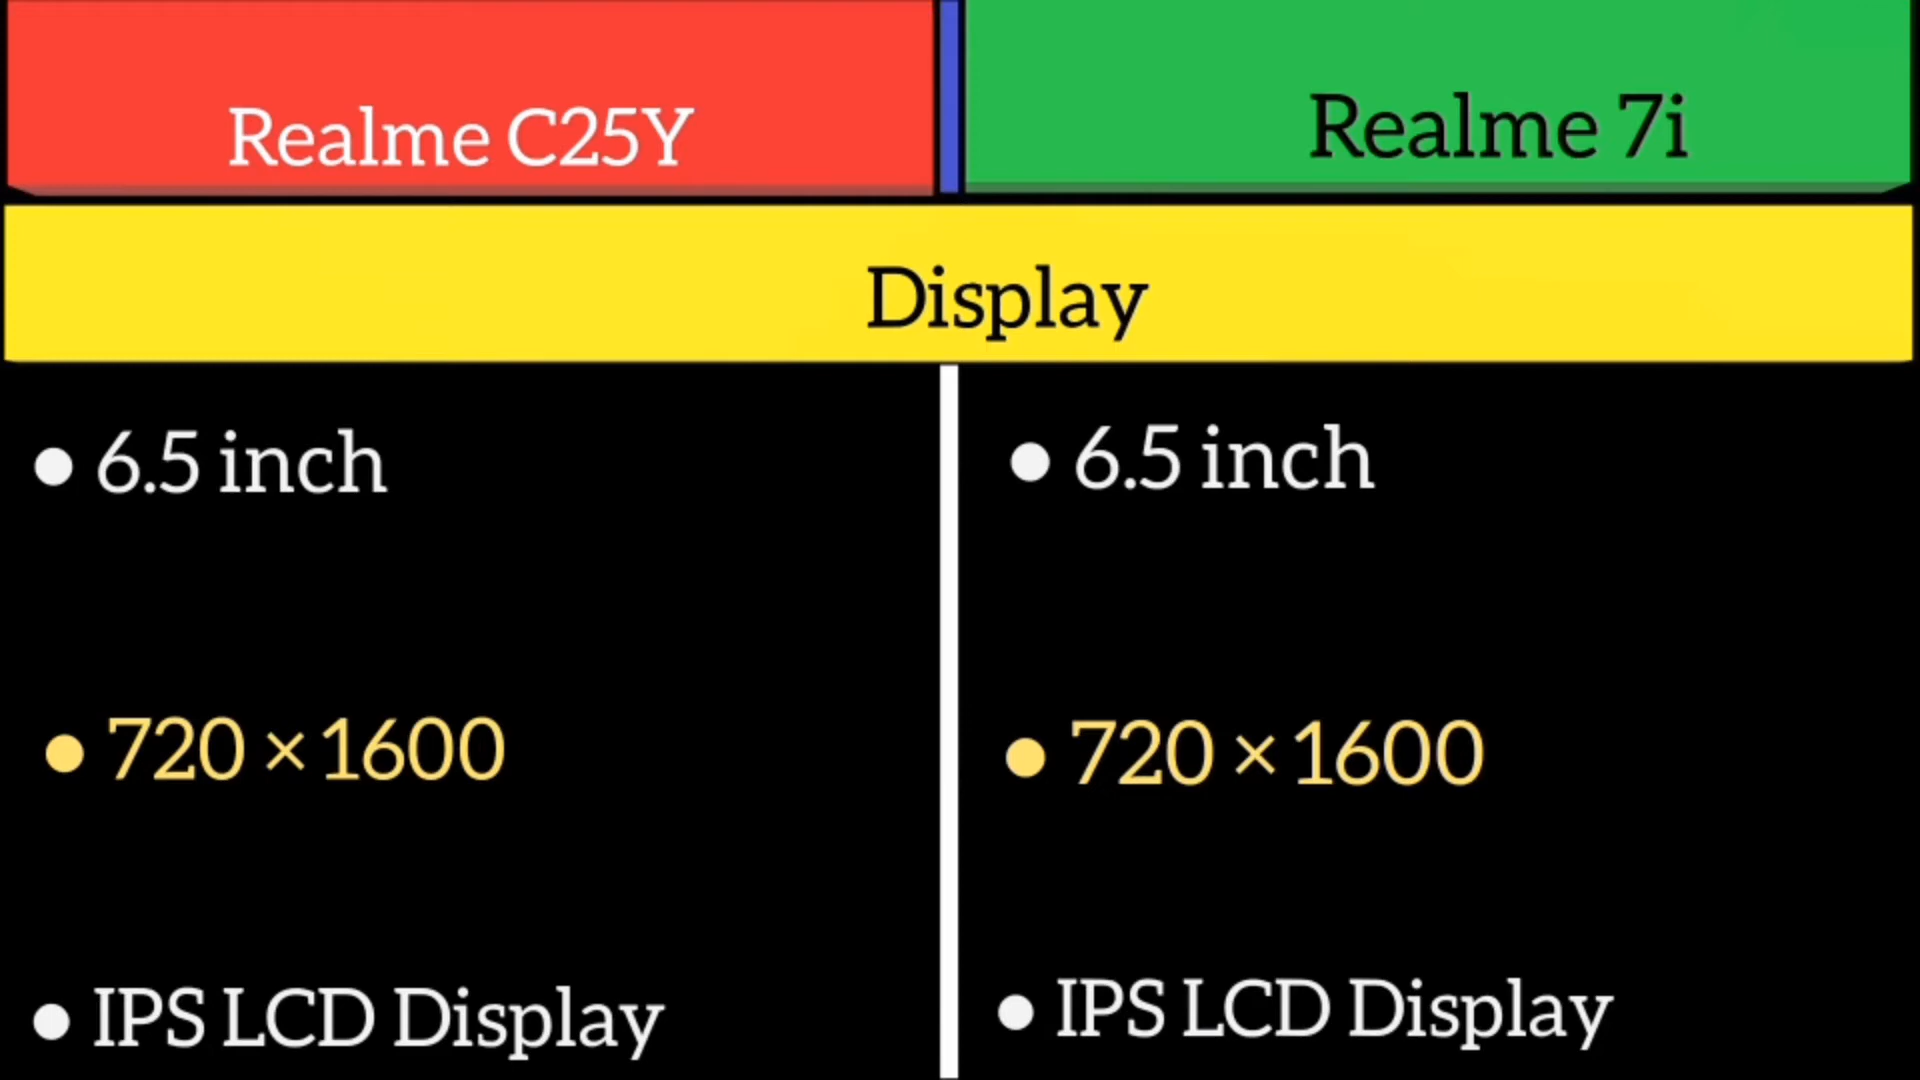 Realme C25Y
Realme 7i
Display
• 6.5 inch
• 6.5 inch
• 720 × 1600
• 720 × 1600
• IPS LCD Display
• IPS LCD Display